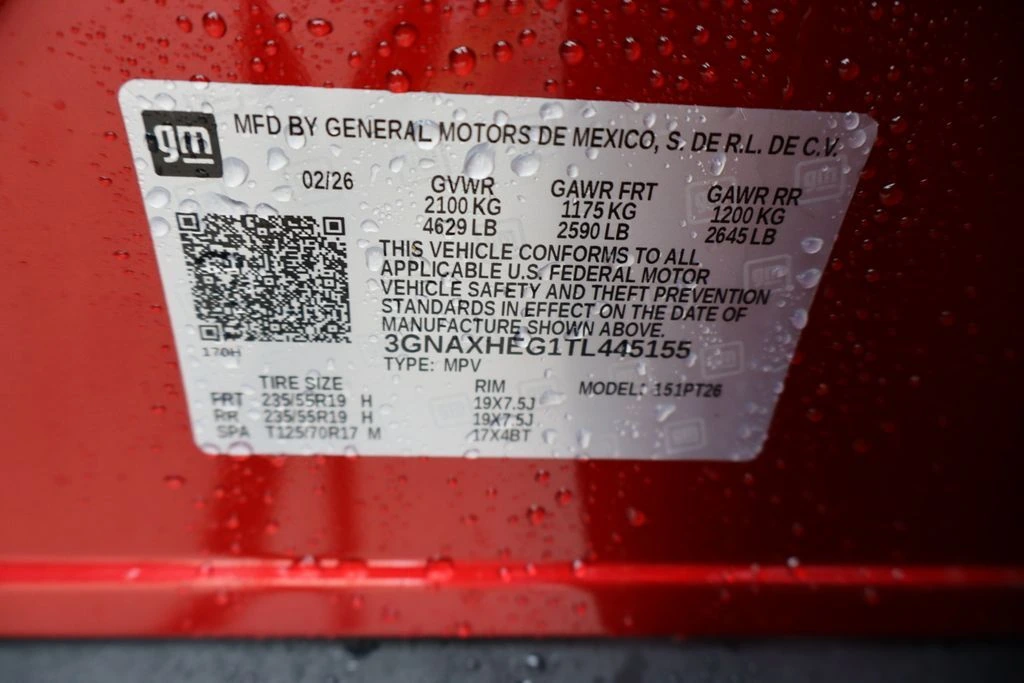 gm
MFD BY GENERAL MOTORS DE MEXICO, S. DE R.L. DE C.V.
02/26 GVWR GAWR FRT GAWR RR
2100 KG 1175 KG 1200 KG
4629 LB 2590 LB 2645 LB
THIS VEHICLE CONFORMS TO ALL
APPLICABLE U.S. FEDERAL MOTOR
VEHICLE SAFETY AND THEFT PREVENTION
STANDARDS IN EFFECT ON THE DATE OF
MANUFACTURE SHOWN ABOVE.
3GNAXHEG1TL445155
170H
TYPE: MPV
TIRE SIZE RIM MODEL: 151PT26
FRT 235/55R19 H 19X7.5J
RR 235/55R19 H 19X7.5J
SPA T125/70R17 M 17X4BT